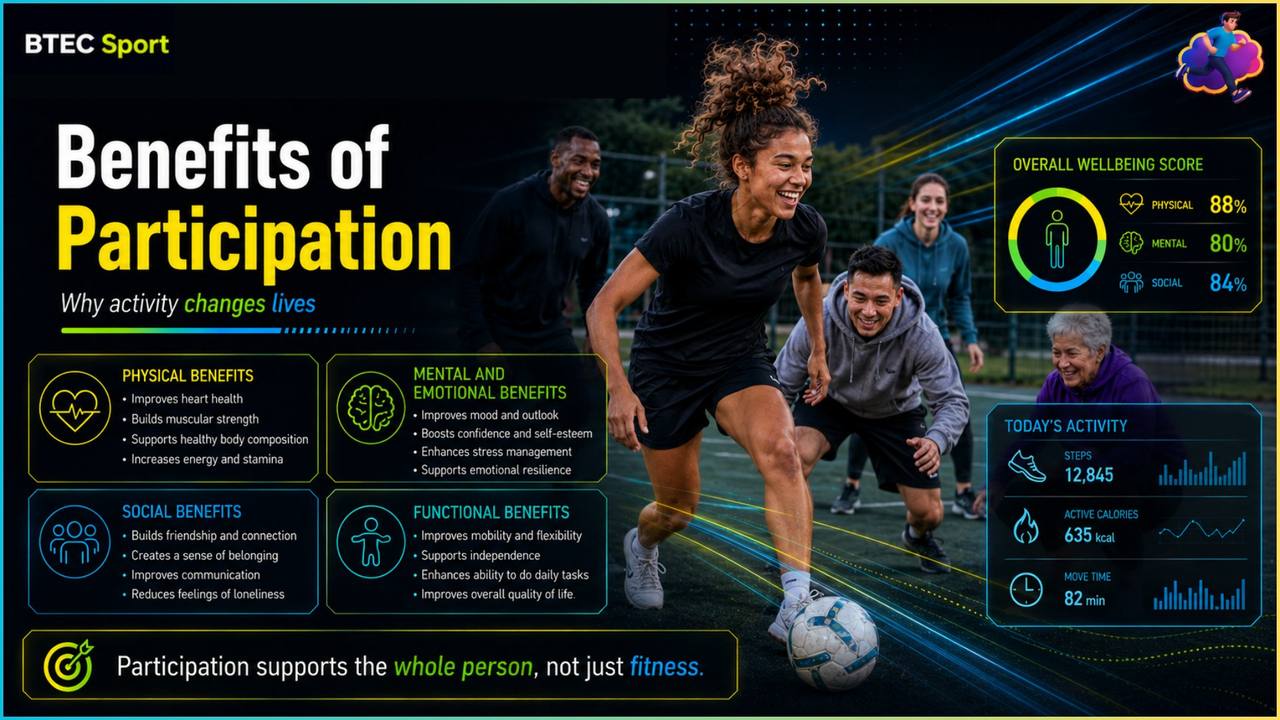 BTEC Sport
Benefits of
Participation
Why activity changes lives
PHYSICAL BENEFITS
• Improves heart health
• Builds muscular strength
• Supports healthy body composition
• Increases energy and stamina
MENTAL AND
EMOTIONAL BENEFITS
• Improves mood and outlook
• Boosts confidence and self-esteem
• Enhances stress management
• Supports emotional resilience
SOCIAL BENEFITS
• Builds friendship and connection
• Creates a sense of belonging
• Improves communication
• Reduces feelings of loneliness
FUNCTIONAL BENEFITS
• Improves mobility and flexibility
• Supports independence
• Enhances ability to do daily tasks
• Improves overall quality of life.
Participation supports the whole person, not just fitness.
OVERALL WELLBEING SCORE
PHYSICAL 88%
MENTAL 80%
SOCIAL 84%
TODAY'S ACTIVITY
STEPS
12,845
ACTIVE CALORIES
635 kcal
MOVE TIME
82 min